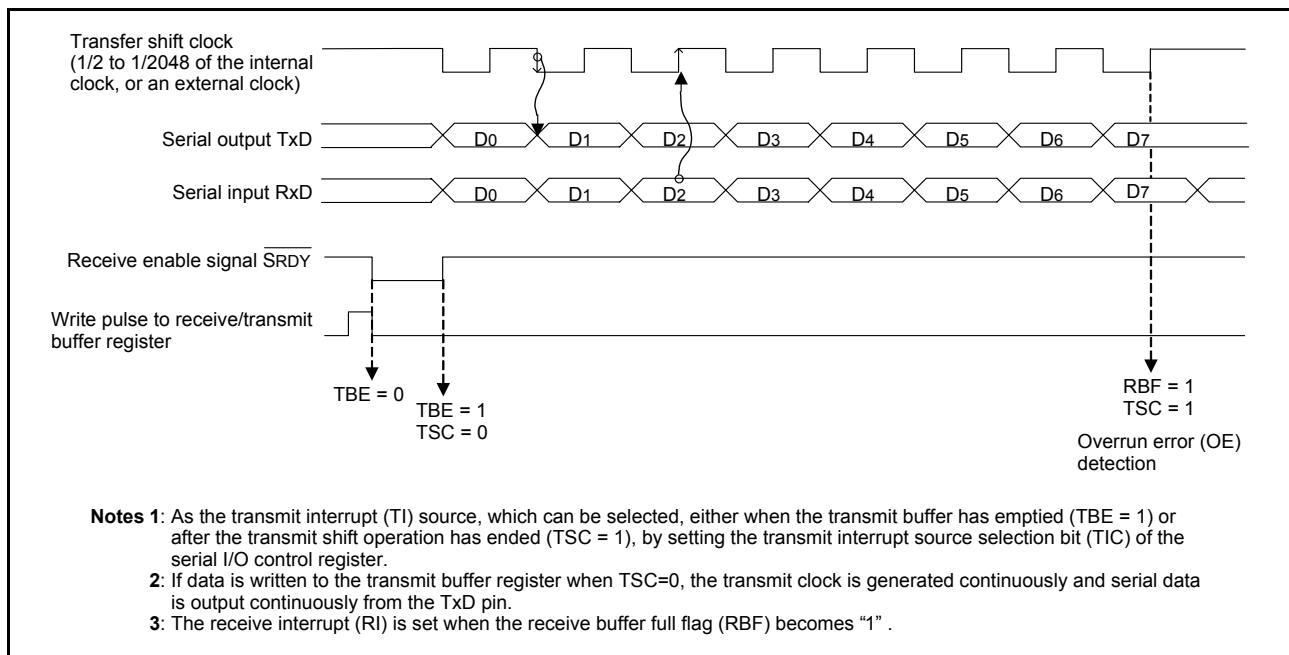 Transfer shift clock
(1/2 to 1/2048 of the internal
clock, or an external clock)
Serial output TxD
D0 D1 D2 D3 D4 D5 D6 D7
Serial input RxD
D0 D1 D2 D3 D4 D5 D6 D7
Receive enable signal SRDY
Write pulse to receive/transmit
buffer register
TBE = 0
TBE = 1
TSC = 0
RBF = 1
TSC = 1
Overrun error (OE)
detection
Notes 1: As the transmit interrupt (TI) source, which can be selected, either when the transmit buffer has emptied (TBE = 1) or
after the transmit shift operation has ended (TSC = 1), by setting the transmit interrupt source selection bit (TIC) of the
serial I/O control register.
2: If data is written to the transmit buffer register when TSC=0, the transmit clock is generated continuously and serial data
is output continuously from the TxD pin.
3: The receive interrupt (RI) is set when the receive buffer full flag (RBF) becomes “1” .